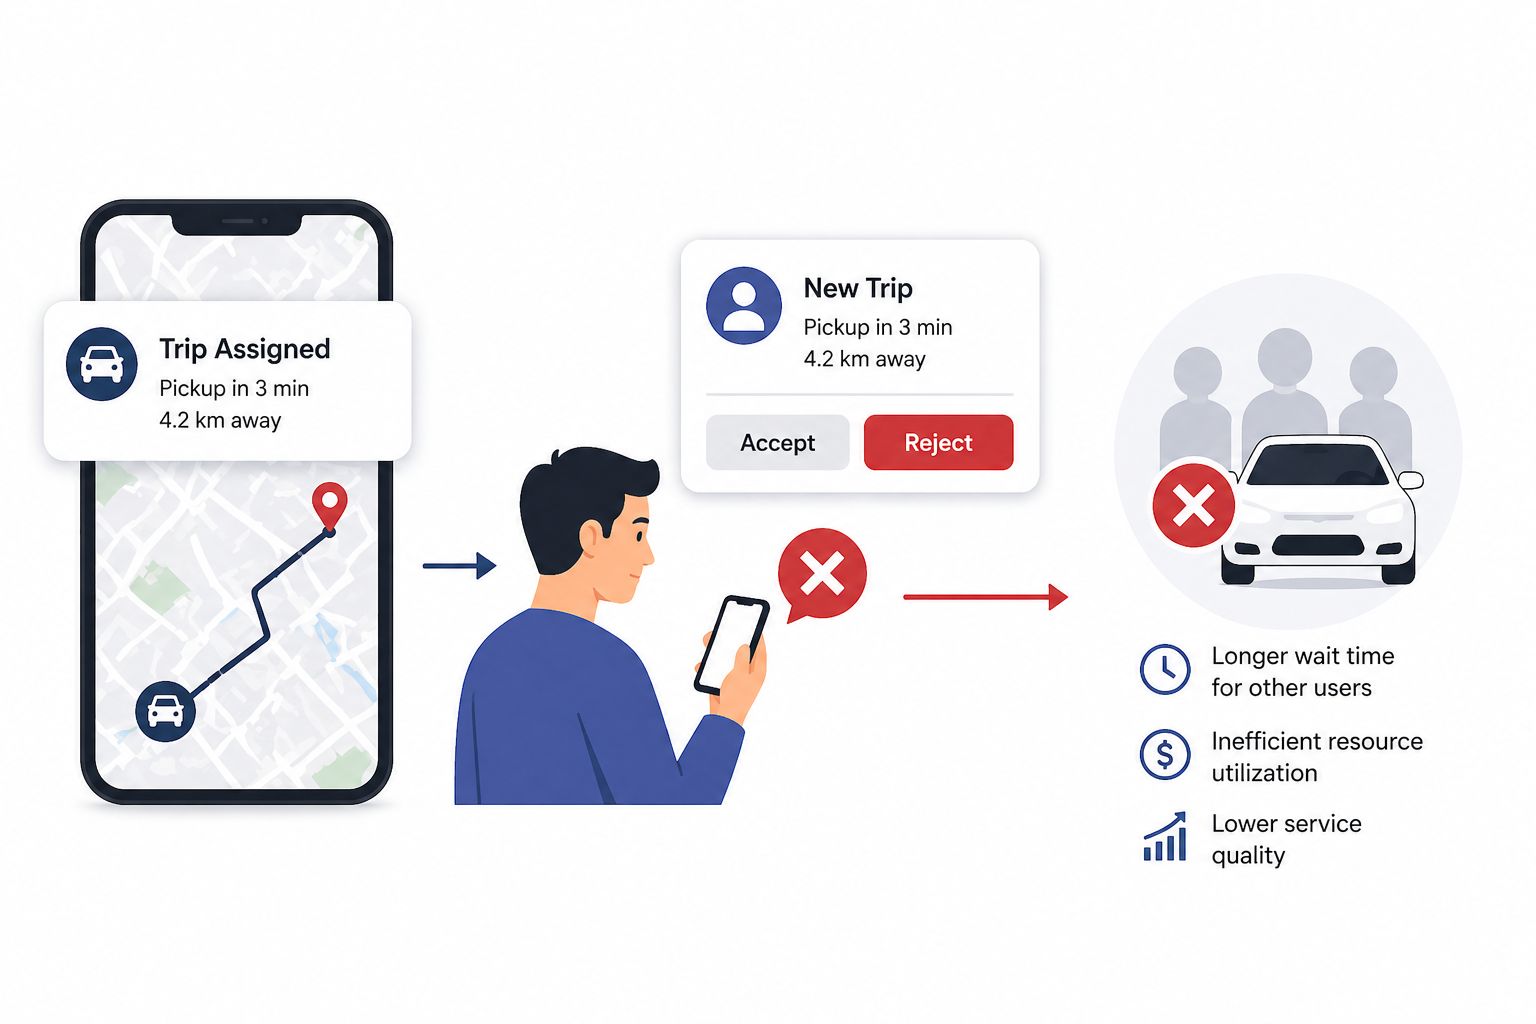 Trip Assigned
Pickup in 3 min
4.2 km away
New Trip
Pickup in 3 min
4.2 km away
Accept
Reject
Longer wait time
for other users
Inefficient resource
utilization
Lower service
quality